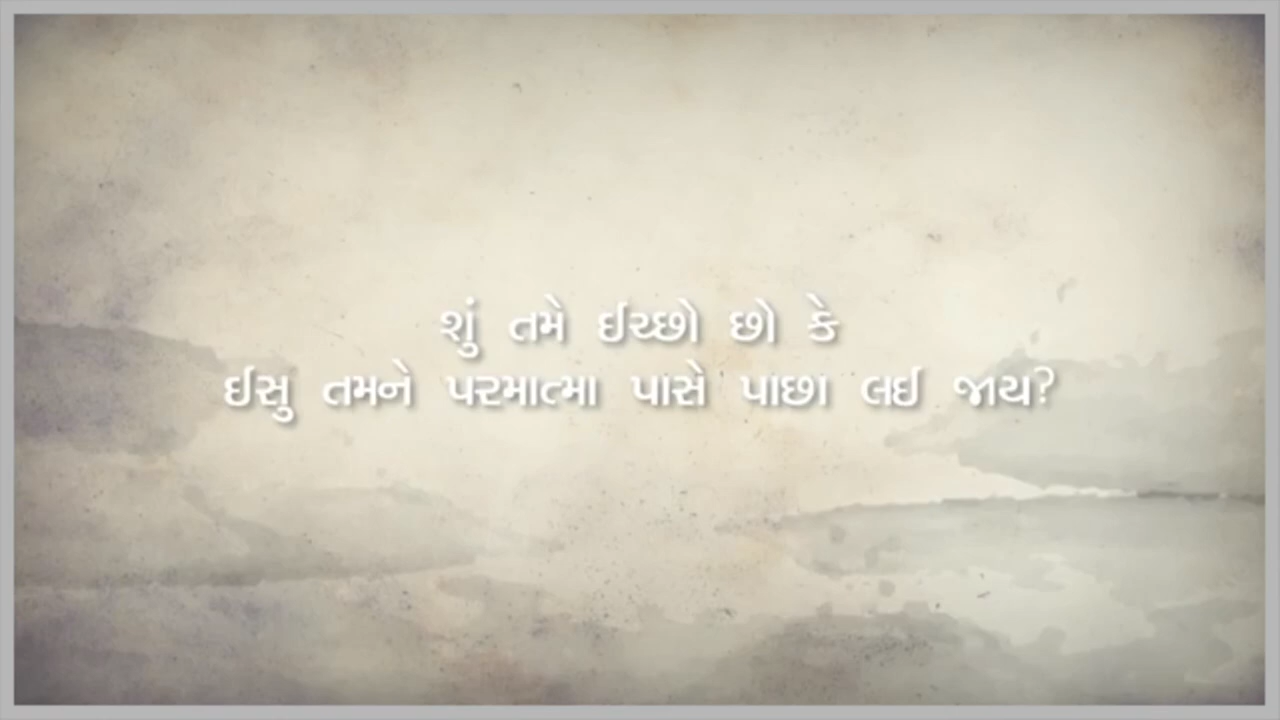 શું તમે ઈચ્છો છો કે
ઈસુ તમને પરમાત્મા પાસે પાછા લઈ જાય?